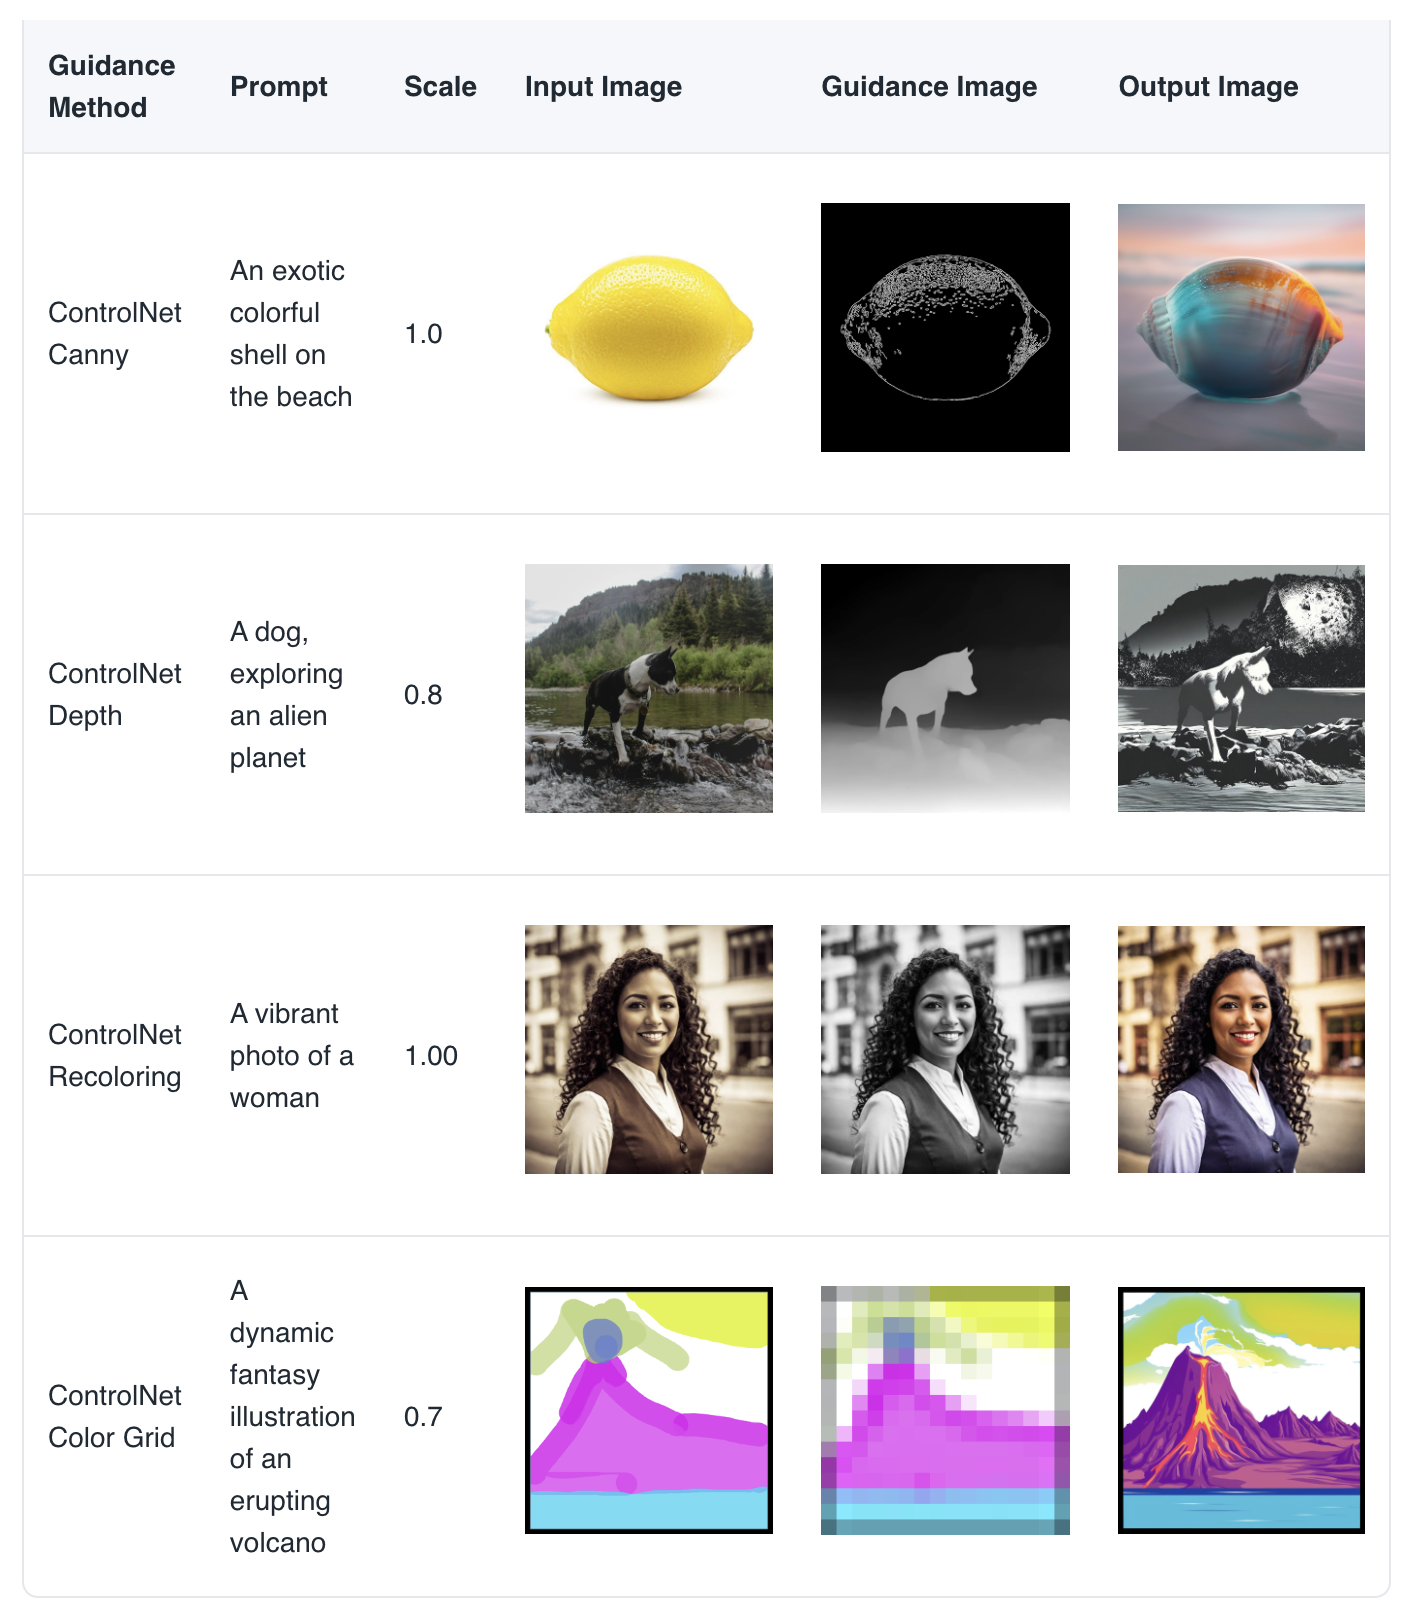 Guidance
Method
Prompt
Scale
Input Image
Guidance Image
Output Image
ControlNet
Canny
An exotic
colorful
shell on
the beach
1.0
ControlNet
Depth
A dog,
exploring
an alien
planet
0.8
ControlNet
Recoloring
A vibrant
photo of a
woman
1.00
ControlNet
Color Grid
A
dynamic
fantasy
illustration
of an
erupting
volcano
0.7